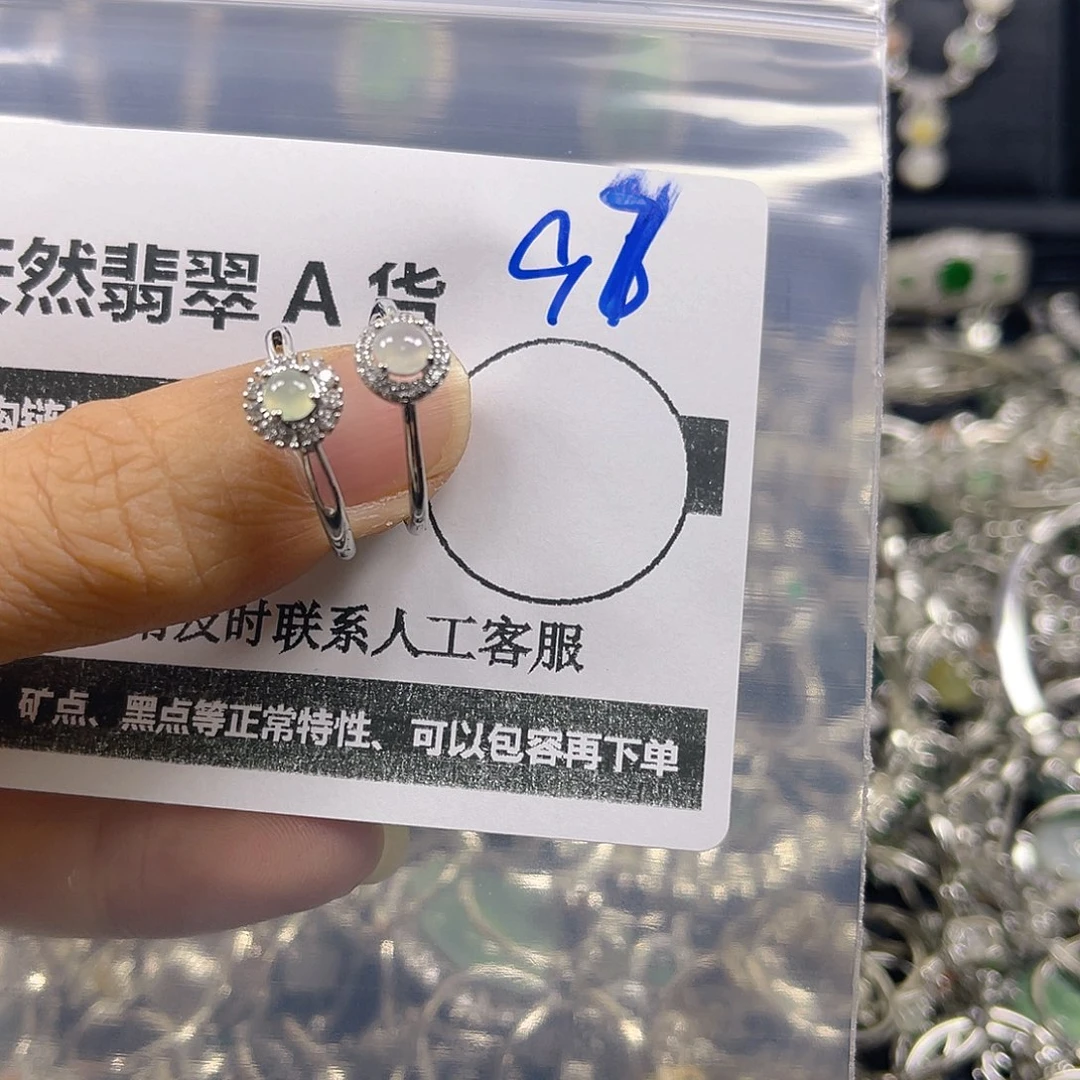 然翡翠 A 货
及时联系人工客服
矿点、黑点等正常特性、可以包容再下单